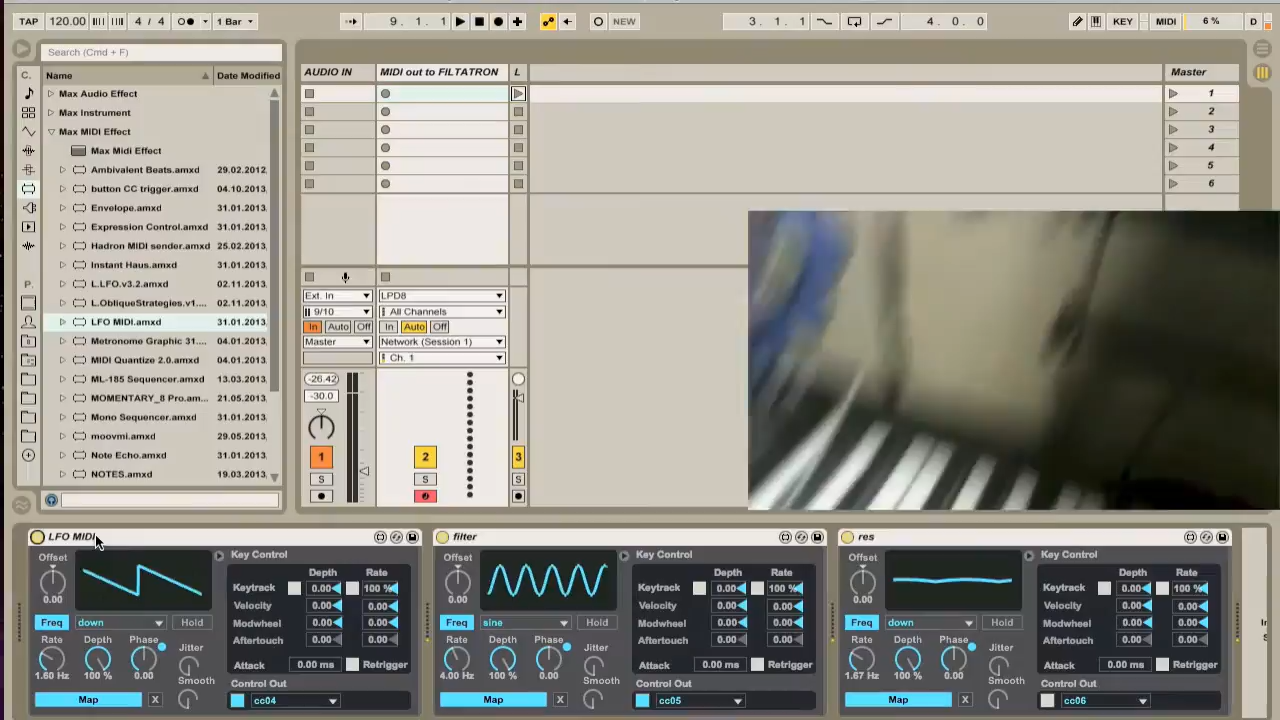 TAP 120.00 4 / 4 1 Bar 9. 1. 1 NEW 3. 1. 1 4. 0. 0 KEY MIDI 6 % D
Search (Cmd + F)
C. Name Date Modified
AUDIO IN MIDI out to FILTATRON L Master
Max Audio Effect
Max Instrument
Max MIDI Effect
Max Midi Effect
Ambivalent Beats.amxd 29.02.2012,
button CC trigger.amxd 04.10.2013,
Envelope.amxd 31.01.2013,
Expression Control.amxd 31.01.2013,
Hadron MIDI sender.amxd 25.02.2013,
Instant Haus.amxd 31.01.2013,
P. L.LFO.v3.2.amxd 02.11.2013,
L.ObliqueStrategies.v1.... 02.11.2013,
LFO MIDI.amxd 31.01.2013,
Metronome Graphic 31.... 04.01.2013,
MIDI Quantize 2.0.amxd 04.01.2013,
ML-185 Sequencer.amxd 13.03.2013,
MOMENTARY_8 Pro.am... 21.05.2013,
Mono Sequencer.amxd 31.01.2013,
moovmi.amxd 29.05.2013,
Note Echo.amxd 31.01.2013,
NOTES.amxd 19.03.2013,
1
2
3
4
5
6
Ext. In LPD8
9/10 All Channels
In Auto Off In Auto Off
Master Network (Session 1)
Ch. 1
-26.42
-30.0
1 2 3
S S S
LFO MIDI
Offset Key Control
Depth Rate
0.00 Keytrack 0.00 100 %
Velocity 0.00 0.00
Freq down Hold Modwheel 0.00 0.00
Rate Depth Phase Jitter Aftertouch 0.00 0.00
1.60 Hz 100 % 0.00 Attack 0.00 ms Retrigger
Smooth Control Out
Map X cc04
filter
Offset Key Control
Depth Rate
0.00 Keytrack 0.00 100 %
Velocity 0.00 0.00
Freq sine Hold Modwheel 0.00 0.00
Rate Depth Phase Jitter Aftertouch 0.00 0.00
4.00 Hz 100 % 0.00 Attack 0.00 ms Retrigger
Smooth Control Out
Map X cc05
res
Offset Key Control
Depth Rate
0.00 Keytrack 0.00 100 %
Velocity 0.00 0.00
Freq down Hold Modwheel 0.00 0.00
Rate Depth Phase Jitter Aftertouch 0.00 0.00
1.67 Hz 100 % 0.00 Attack 0.00 ms Retrigger
Smooth Control Out
Map X cc06